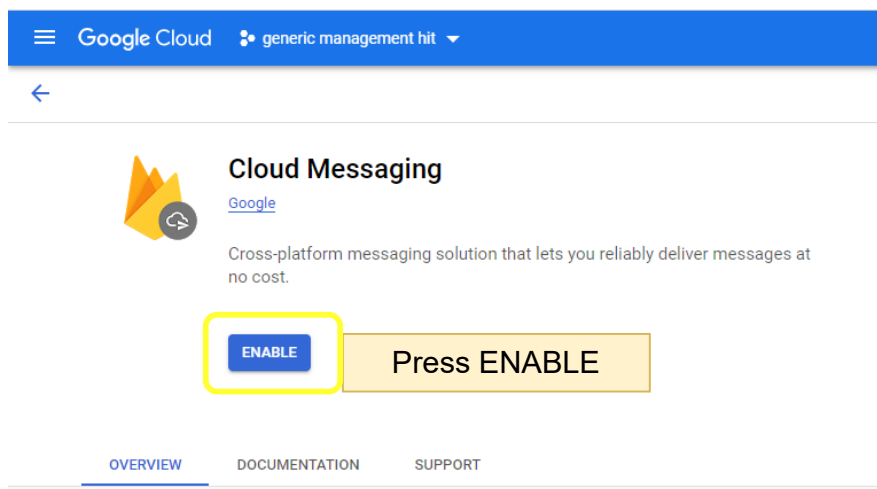 Google Cloud generic management hit
Cloud Messaging
Google
Cross-platform messaging solution that lets you reliably deliver messages at
no cost.
ENABLE
Press ENABLE
OVERVIEW DOCUMENTATION SUPPORT